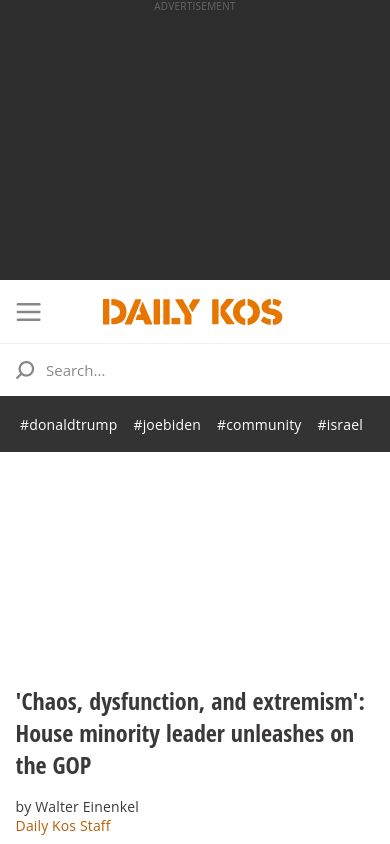 ADVERTISEMENT
DAILY KOS
Search...
#donaldtrump #joebiden #community #israel
'Chaos, dysfunction, and extremism':
House minority leader unleashes on
the GOP
by Walter Einenkel
Daily Kos Staff